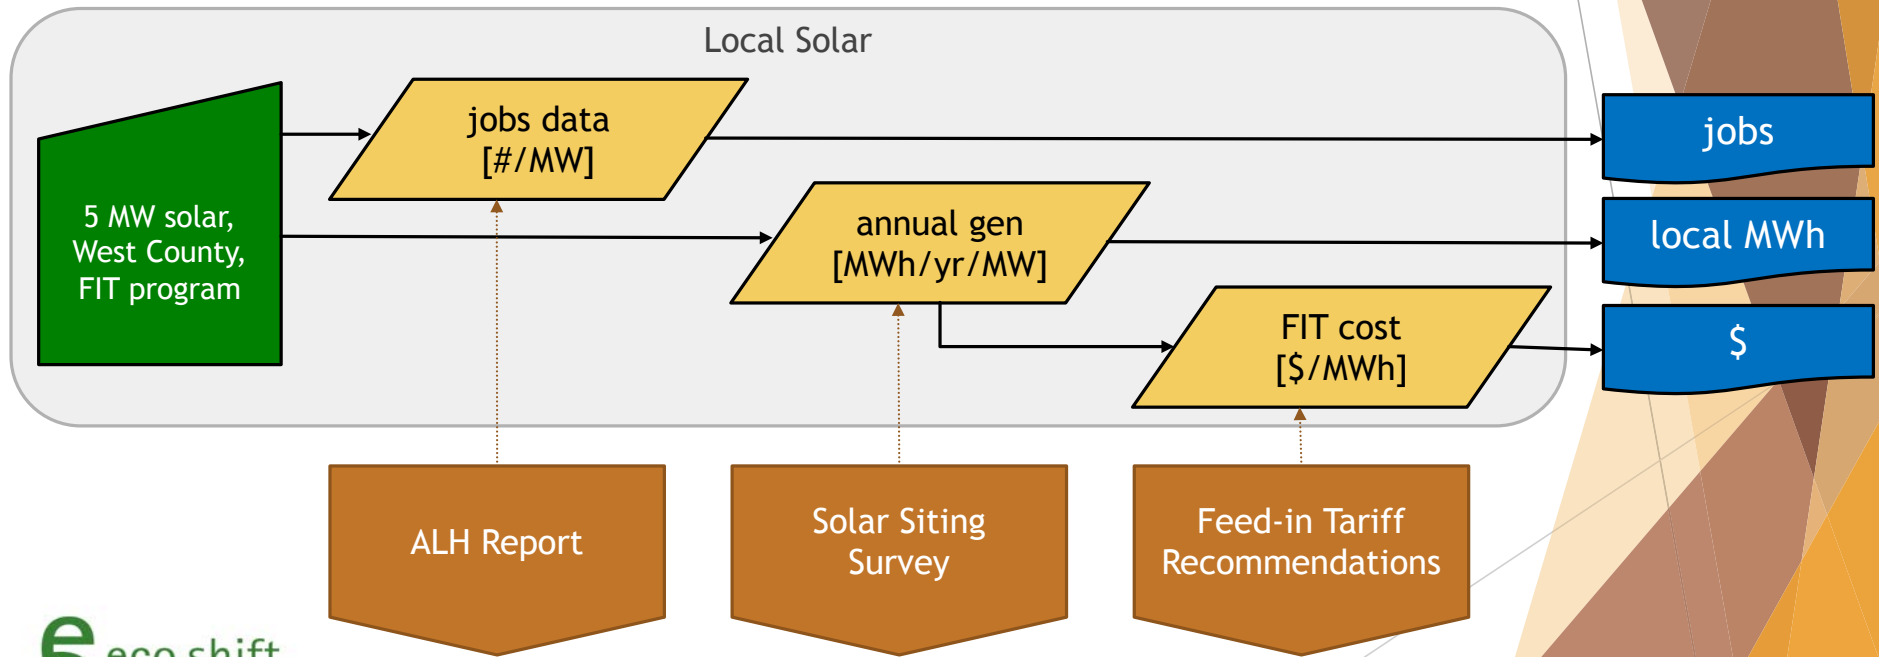 Local Solar
jobs data
[#/MW]
jobs
5 MW solar,
West County,
FIT program
annual gen
[MWh/yr/MW]
local MWh
FIT cost
[$/MWh]
$
ALH Report
Solar Siting
Survey
Feed-in Tariff
Recommendations
eco shift